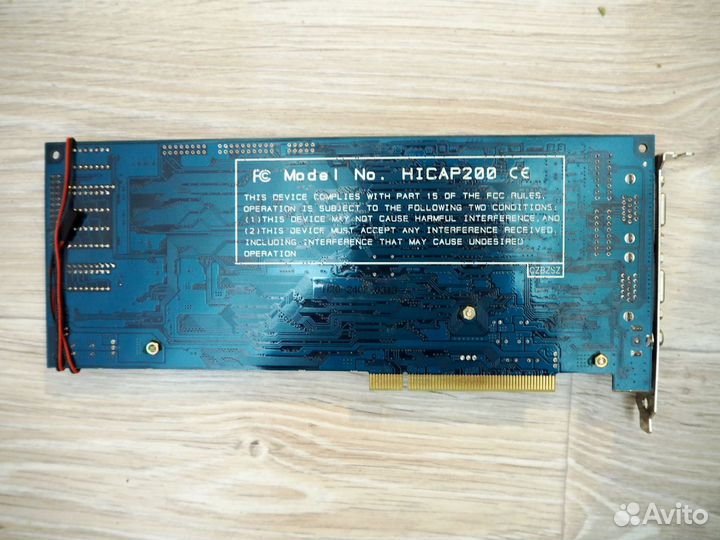 FC Model No. HICAP200 CE
THIS DEVICE COMPLIES WITH PART 15 OF THE FCC RULES.
OPERATION IS SUBJECT TO THE FOLLOWING TWO CONDITIONS:
(1)THIS DEVICE MAY NOT CAUSE HARMFUL INTERFERENCE,AND
(2)THIS DEVICE MUST ACCEPT ANY INTERFERENCE RECEIVED,
INCLUDING INTERFERENCE THAT MAY CAUSE UNDESIRED
OPERATION
CZBZSZ
Avito